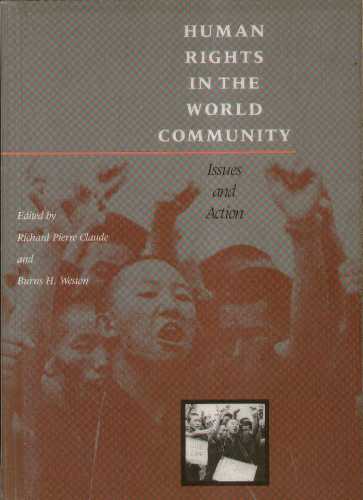 HUMAN
RIGHTS
IN THE
WORLD
COMMUNITY
Issues
and
Action
Edited by
Richard Pierre Claude
and
Burns H. Weston